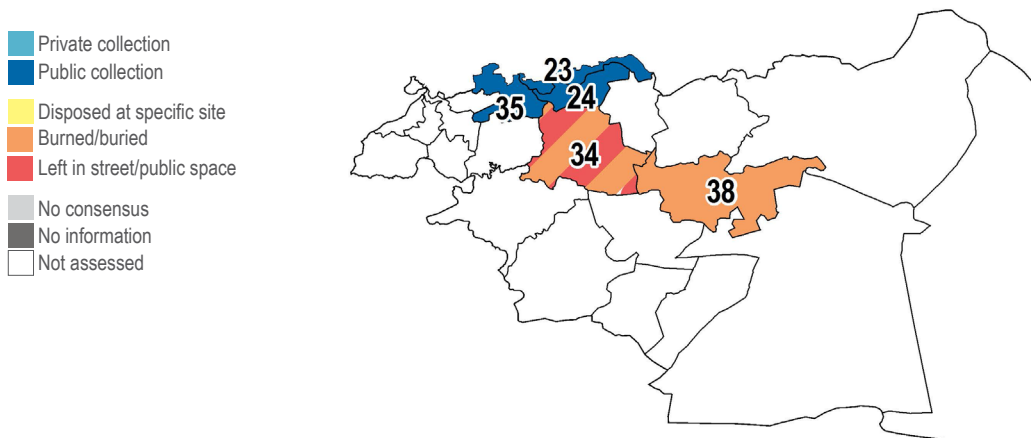 Private collection
Public collection
Disposed at specific site
Burned/buried
Left in street/public space
No consensus
No information
Not assessed
23
24
35
34
38